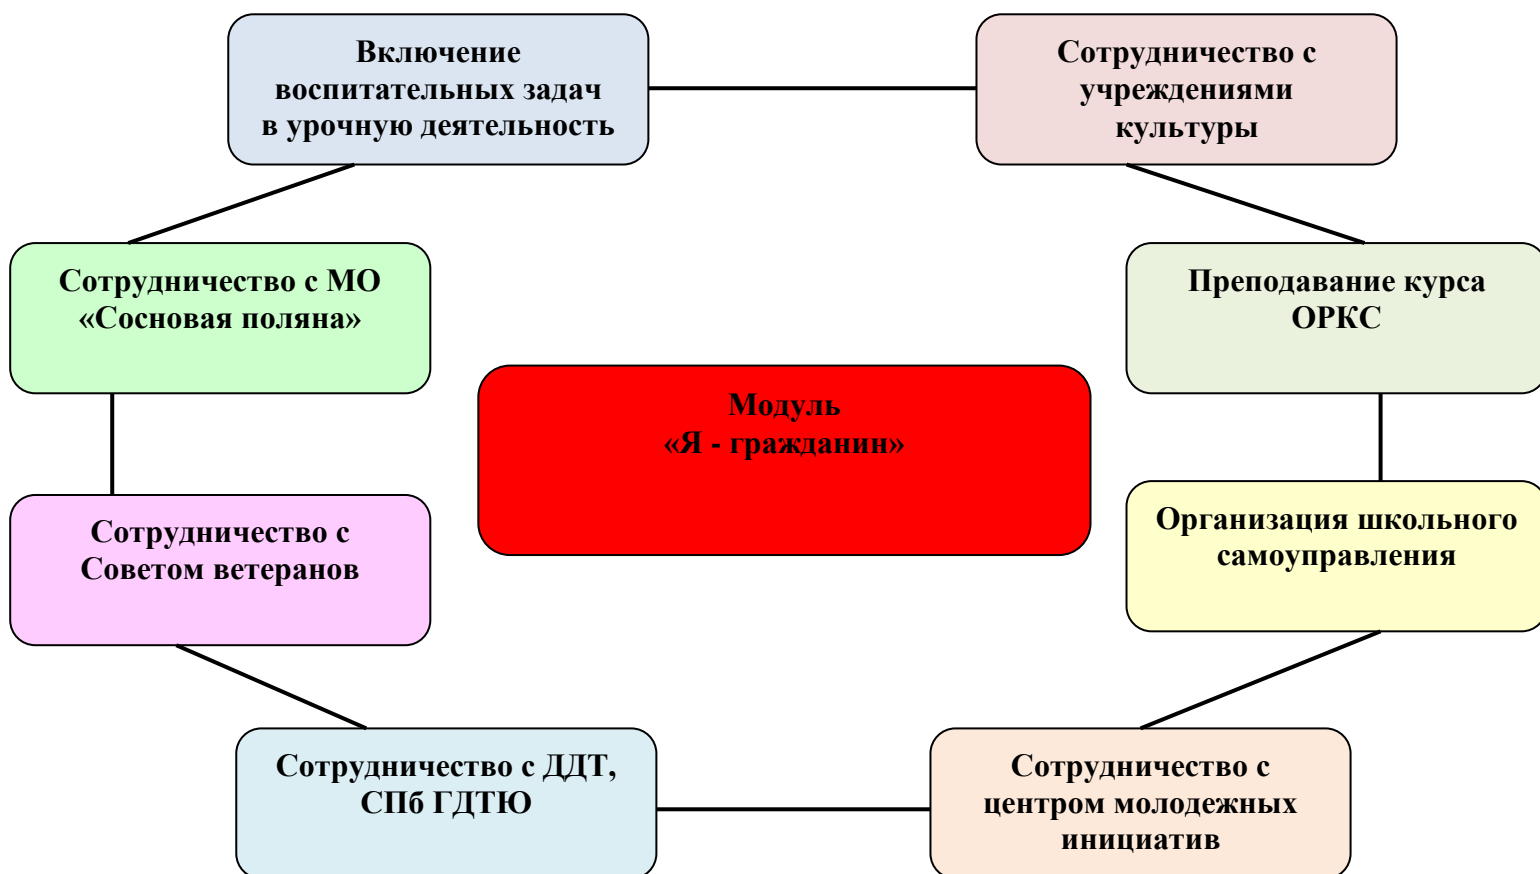 Включение
воспитательных задач
в урочную деятельность
Сотрудничество с
учреждениями
культуры
Сотрудничество с МО
«Сосновая поляна»
Преподавание курса
ОРКС
Модуль
«Я - гражданин»
Сотрудничество с
Советом ветеранов
Организация школьного
самоуправления
Сотрудничество с ДДТ,
СПб ГДТЮ
Сотрудничество с
центром молодежных
инициатив